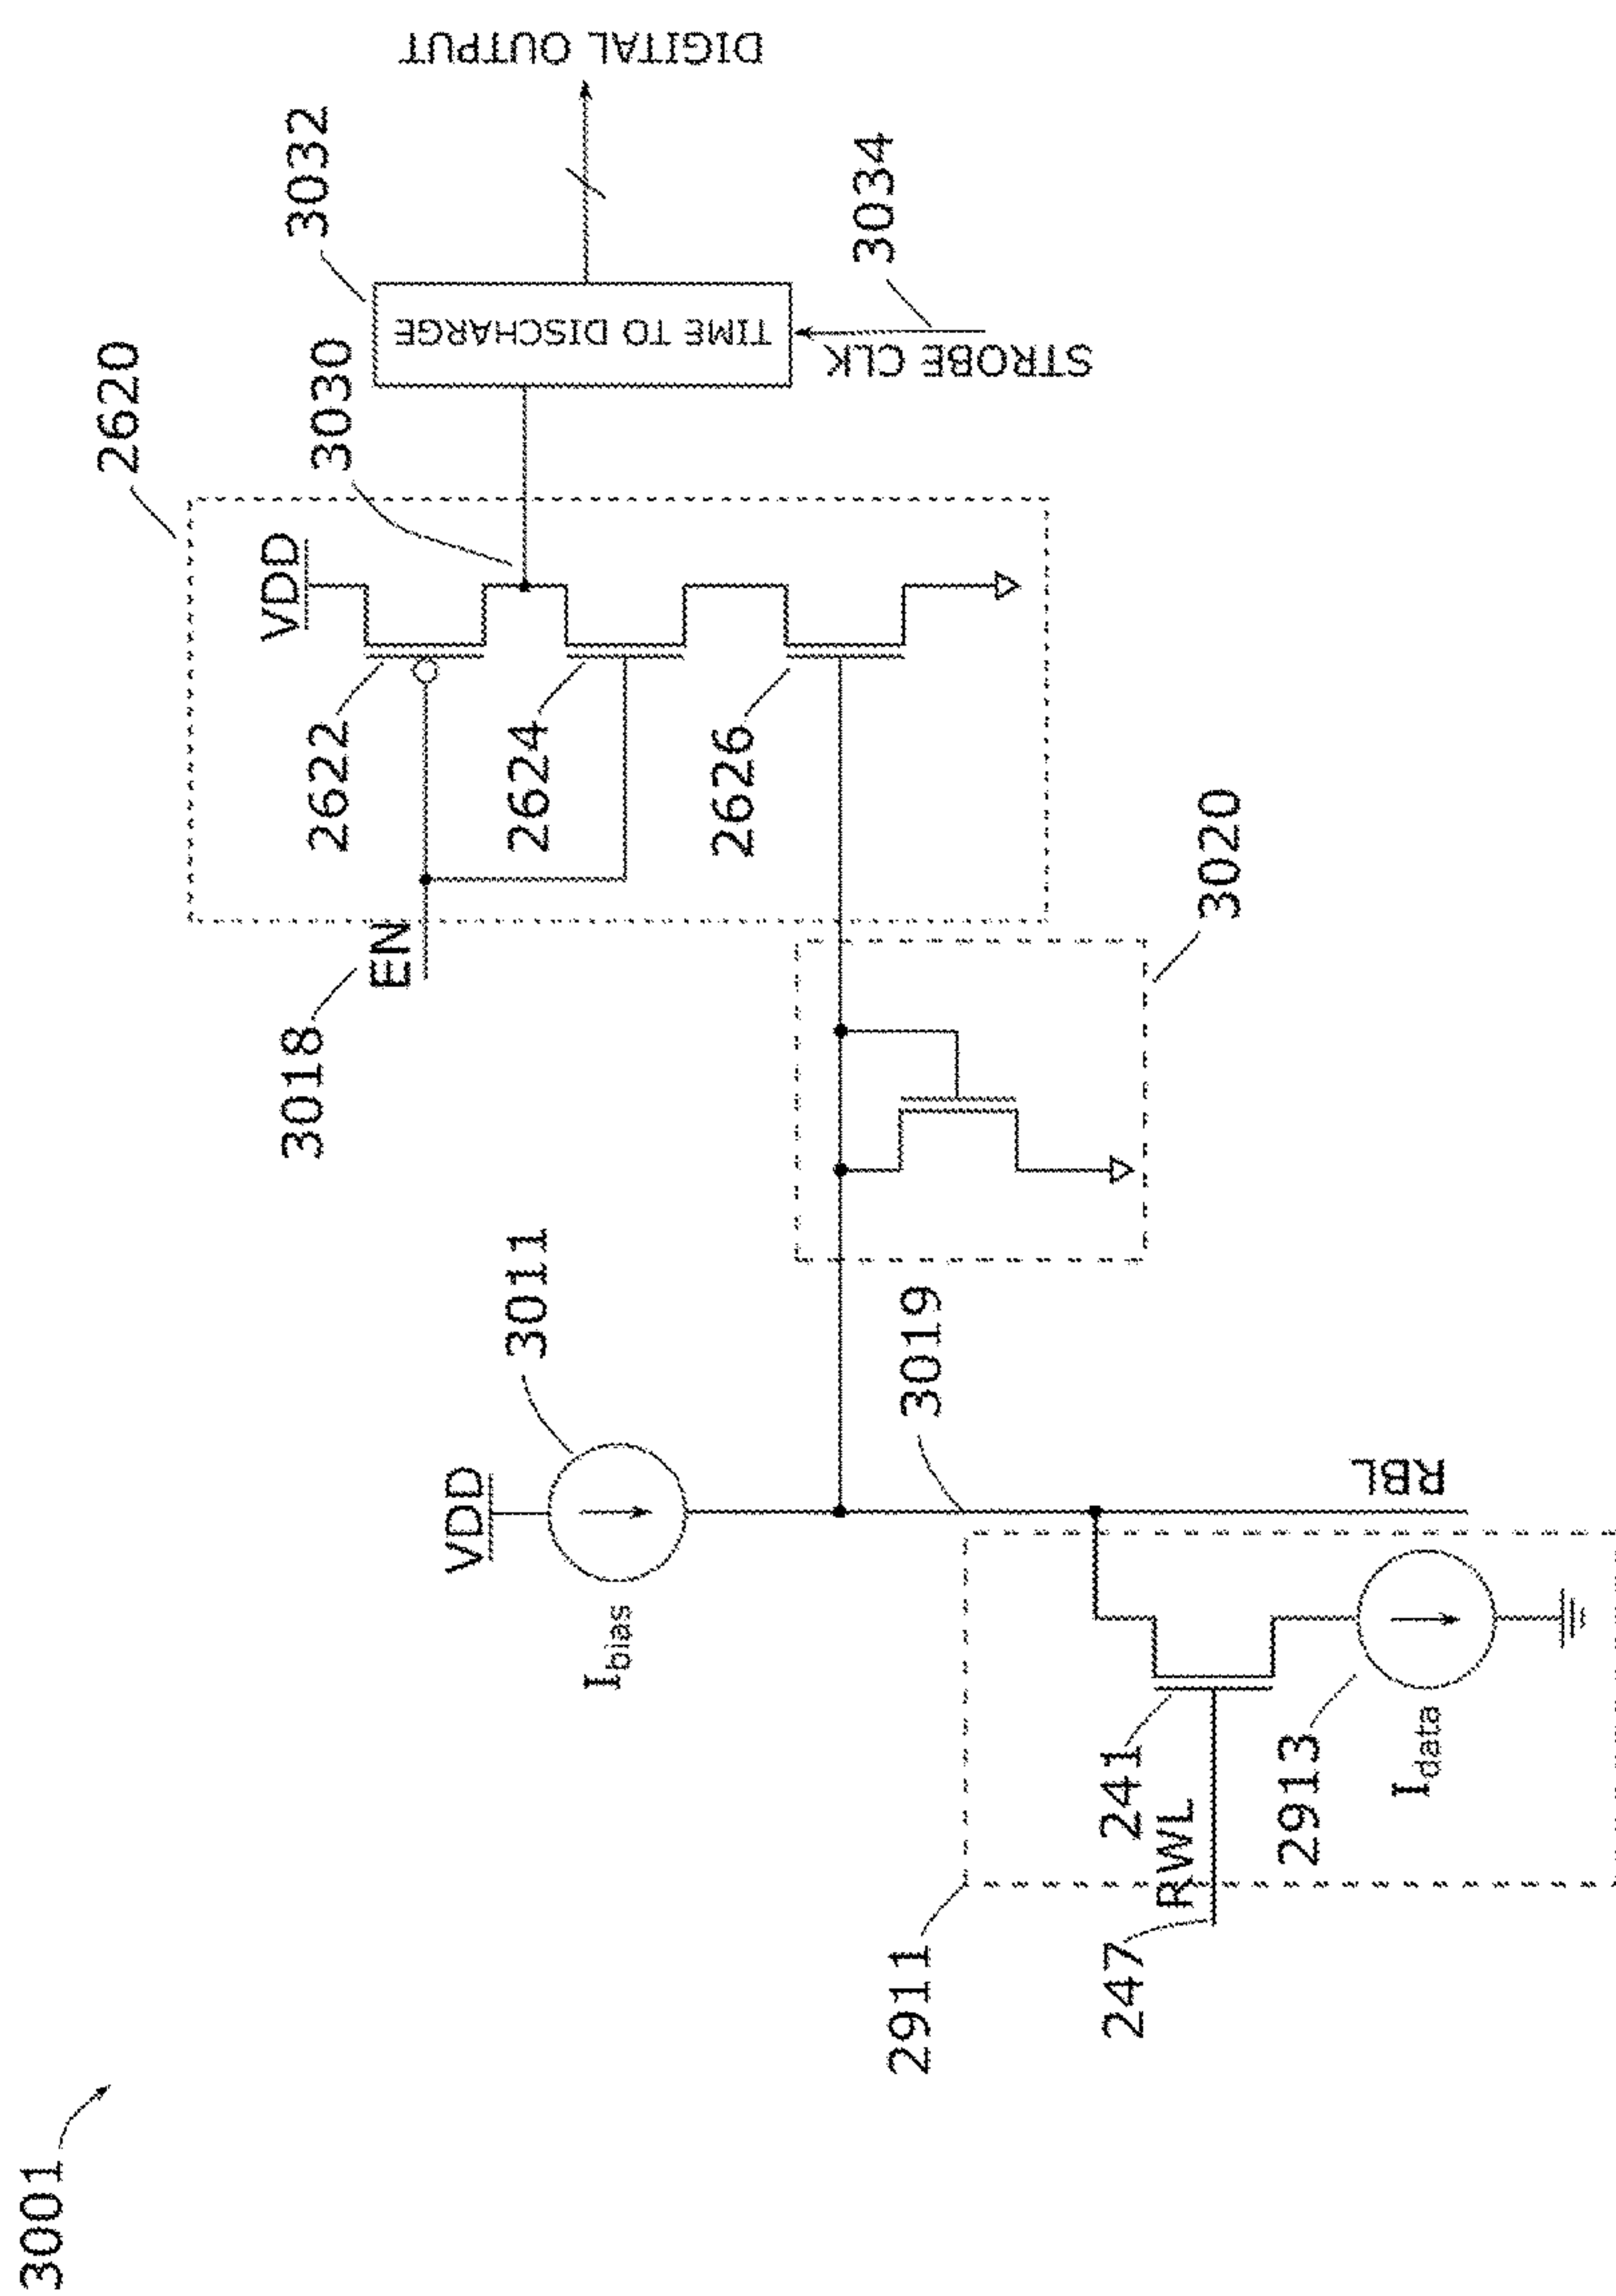 3001
2911
247
RWL
241
2913
Idata
Ibias
VDD
3011
3019
RBL
3018
EN
3020
2620
VDD
2622
2624
2626
3030
3032
TIME TO DISCHARGE
STROBE CLK
3034
DIGITAL OUTPUT